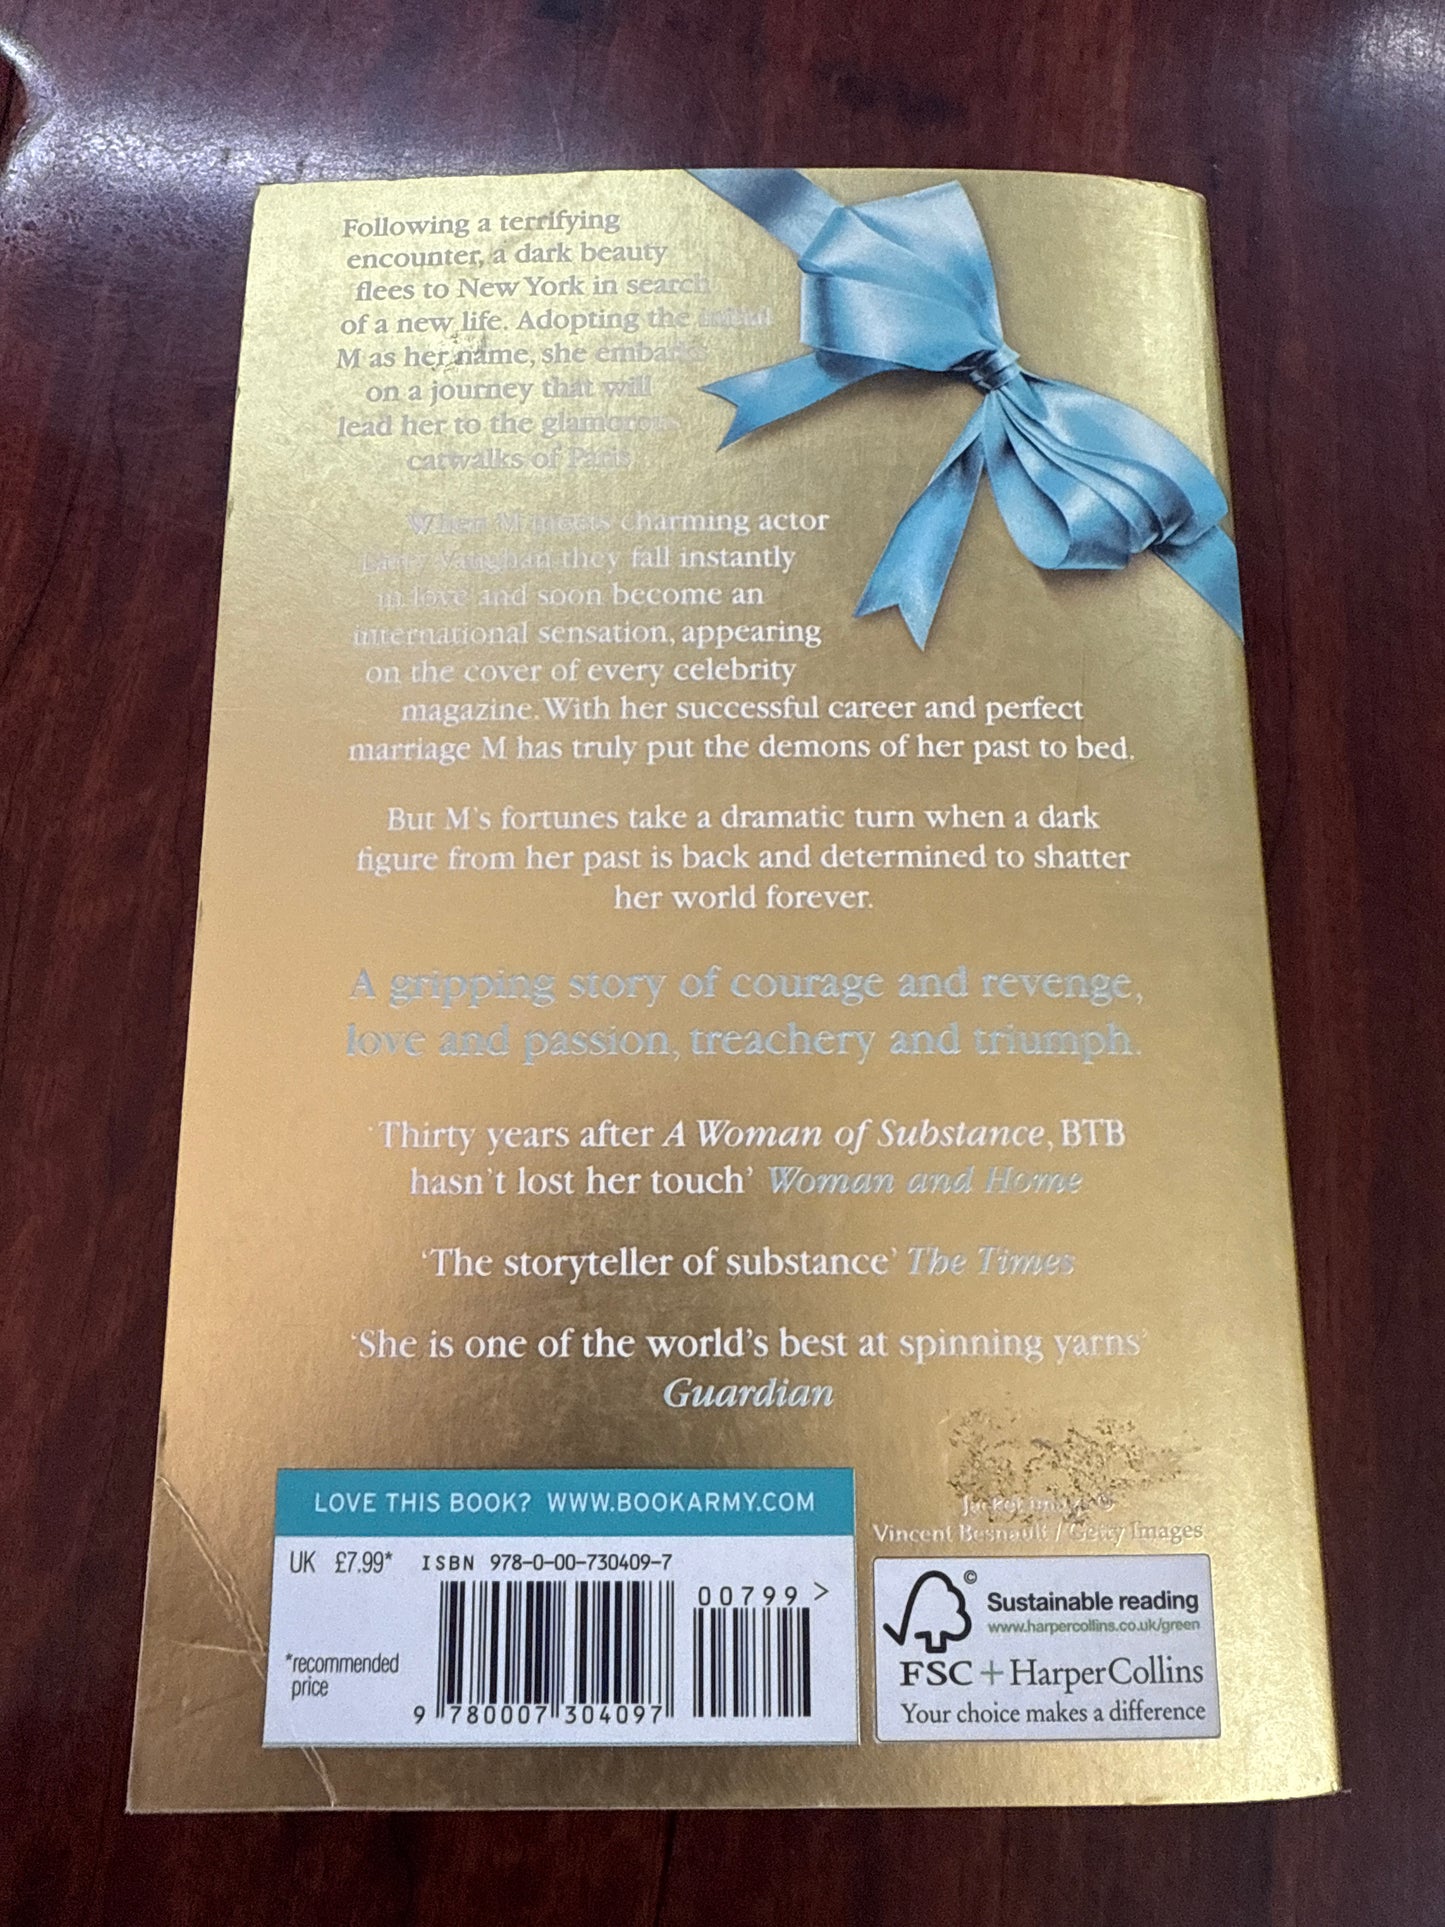 Following a terrifying
encounter, a dark beauty
flees to New York in search
of a new life. Adopting the initial
M as her name, she embarks
on a journey that will
lead her to the glamorous
catwalks of Paris
When M meets charming actor
Vaughan they fall instantly
in love and soon become an
international sensation, appearing
on the cover of every celebrity
magazine. With her successful career and perfect
marriage M has truly put the demons of her past to bed.
But M's fortunes take a dramatic turn when a dark
figure from her past is back and determined to shatter
her world forever.
A gripping story of courage and revenge,
love and passion, treachery and triumph.
'Thirty years after A Woman of Substance, BTB
hasn't lost her touch' Woman and Home
'The storyteller of substance' The Times
'She is one of the world's best at spinning yarns'
Guardian
Jacket image ©
Vincent Besnault / Getty Images
LOVE THIS BOOK? WWW.BOOKARMY.COM
UK £7.99* ISBN 978-0-00-730409-7
00799 >
*recommended
price
9 780007 304097
© Sustainable reading
www.harpercollins.co.uk/green
FSC + HarperCollins
Your choice makes a difference